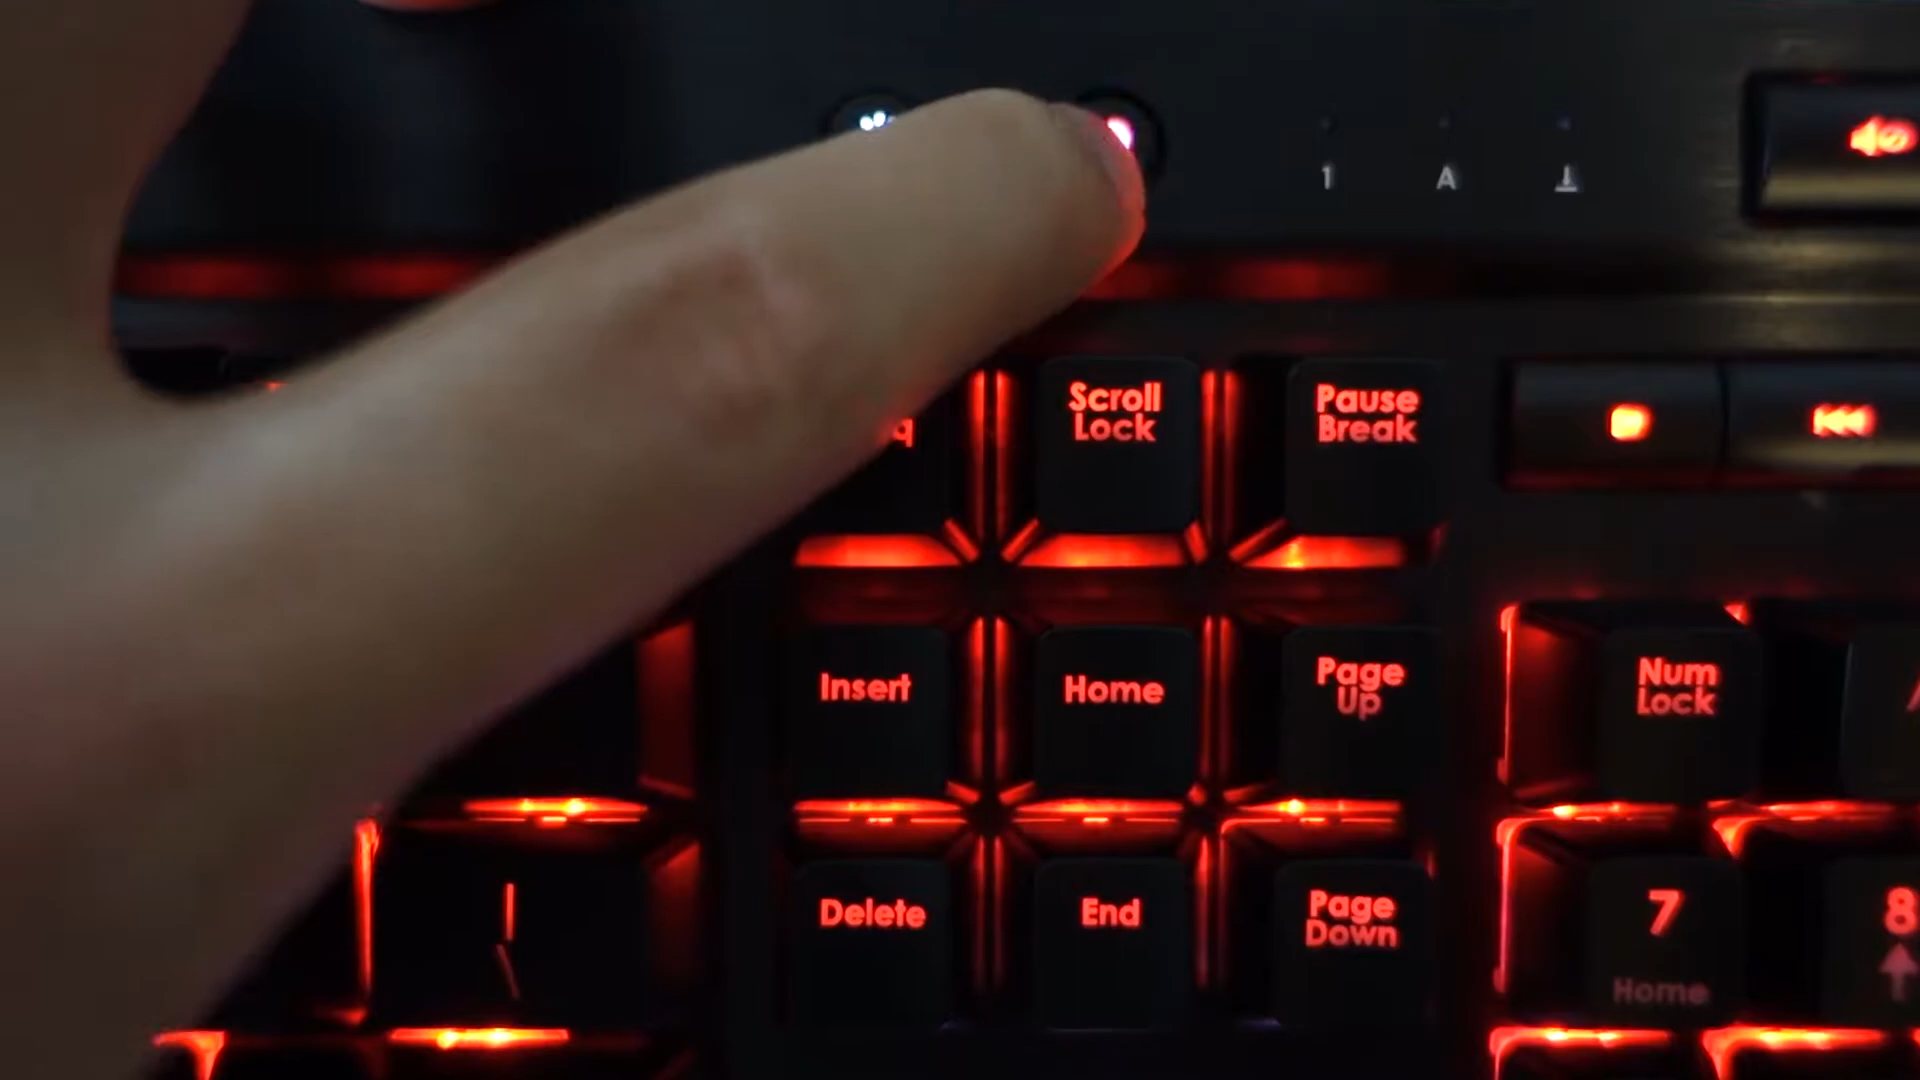 1 A
Scroll
Lock
Pause
Break
Insert
Home
Page
Up
Num
Lock
Delete
End
Page
Down
7
8
Home